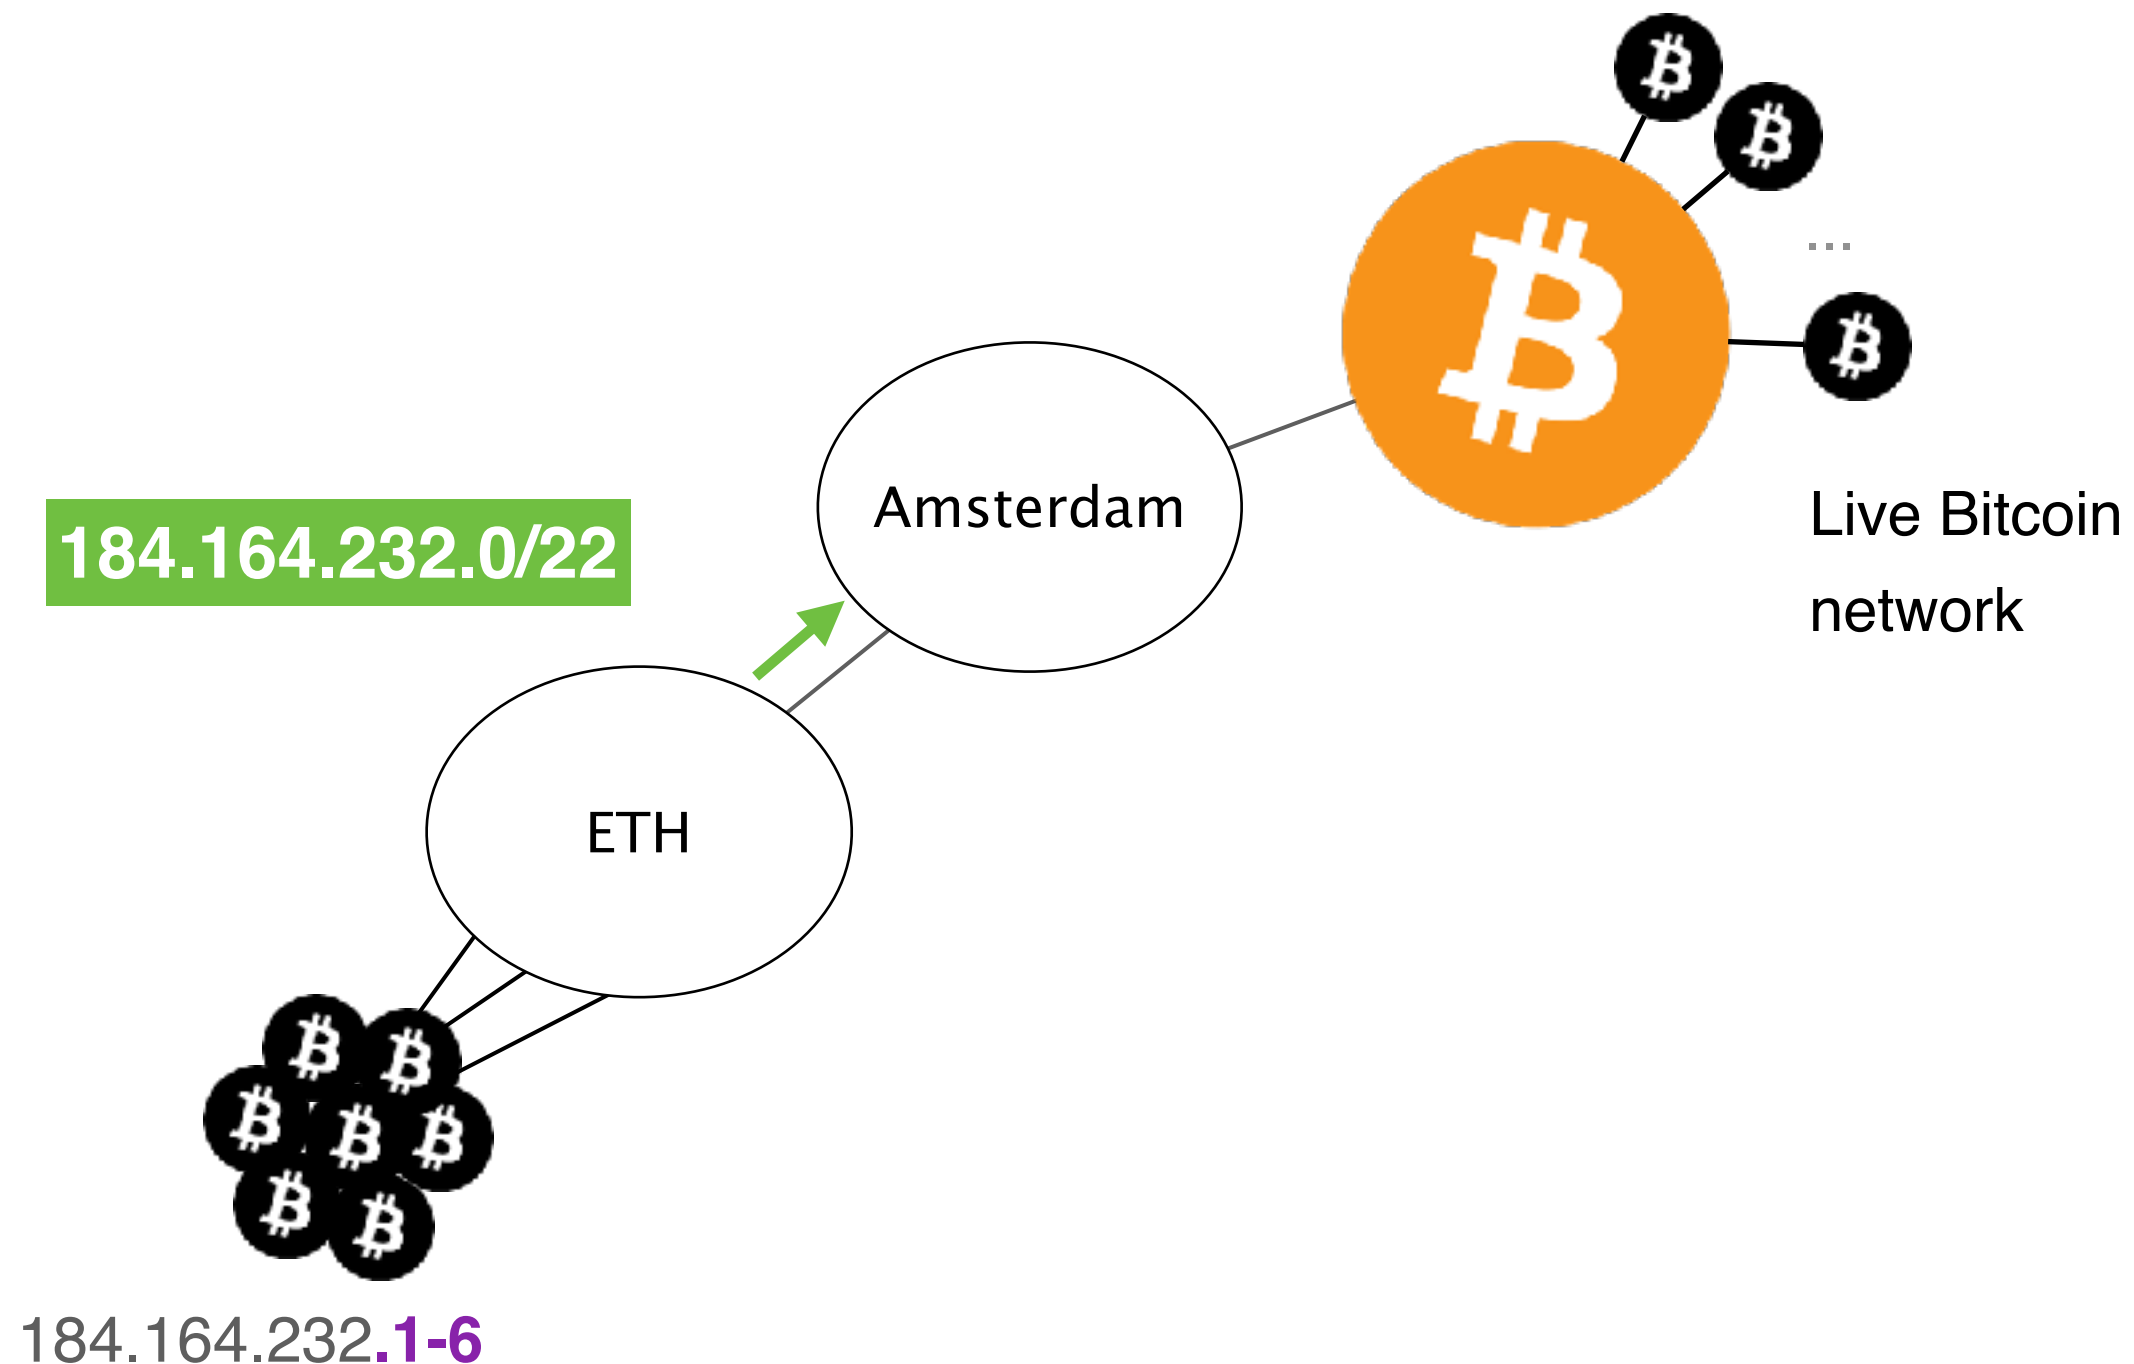 ...
Amsterdam
184.164.232.0/22
Live Bitcoin
network
ETH
184.164.232.1-6